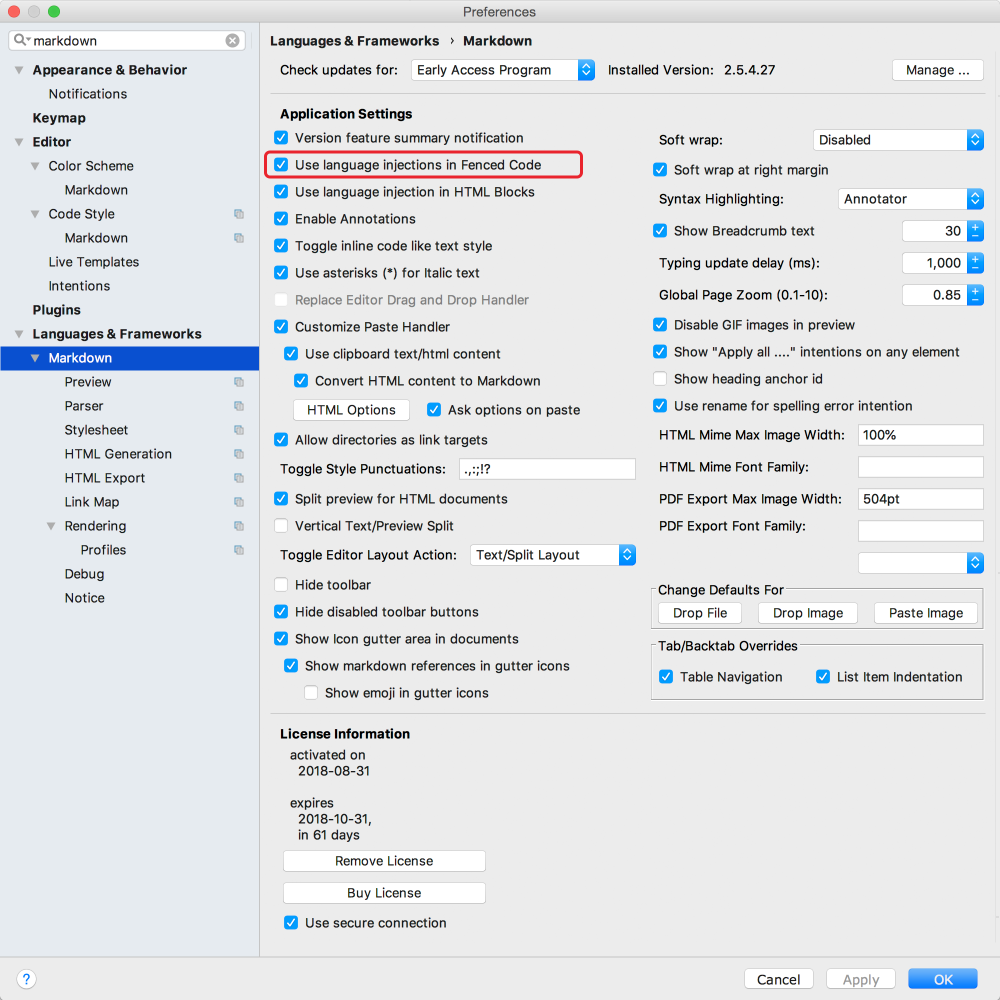 Preferences
markdown
Appearance & Behavior
Notifications
Keymap
Editor
Color Scheme
Markdown
Code Style
Markdown
Live Templates
Intentions
Plugins
Languages & Frameworks
Markdown
Preview
Parser
Stylesheet
HTML Generation
HTML Export
Link Map
Rendering
Profiles
Debug
Notice
Languages & Frameworks › Markdown
Check updates for: Early Access Program Installed Version: 2.5.4.27 Manage ...
Application Settings
Version feature summary notification
Use language injections in Fenced Code
Use language injection in HTML Blocks
Enable Annotations
Toggle inline code like text style
Use asterisks (*) for Italic text
Replace Editor Drag and Drop Handler
Customize Paste Handler
Use clipboard text/html content
Convert HTML content to Markdown
HTML Options Ask options on paste
Allow directories as link targets
Toggle Style Punctuations: .,:;!?
Split preview for HTML documents
Vertical Text/Preview Split
Toggle Editor Layout Action: Text/Split Layout
Hide toolbar
Hide disabled toolbar buttons
Show Icon gutter area in documents
Show markdown references in gutter icons
Show emoji in gutter icons
Soft wrap: Disabled
Soft wrap at right margin
Syntax Highlighting: Annotator
Show Breadcrumb text 30
Typing update delay (ms): 1,000
Global Page Zoom (0.1-10): 0.85
Disable GIF images in preview
Show "Apply all ...." intentions on any element
Show heading anchor id
Use rename for spelling error intention
HTML Mime Max Image Width: 100%
HTML Mime Font Family:
PDF Export Max Image Width: 504pt
PDF Export Font Family:
Change Defaults For
Drop File Drop Image Paste Image
Tab/Backtab Overrides
Table Navigation List Item Indentation
License Information
activated on
2018-08-31
expires
2018-10-31,
in 61 days
Remove License
Buy License
Use secure connection
? Cancel Apply OK